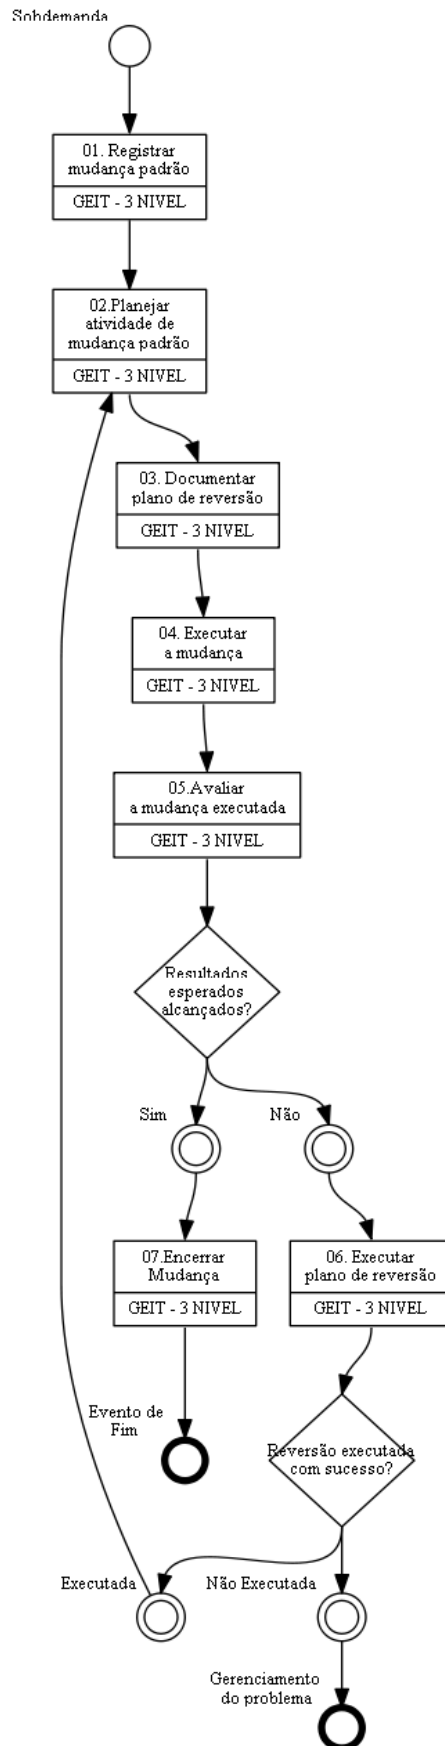 Sobdemanda
01. Registrar
mudança padrão
GEIT - 3 NIVEL
02.Planejar
atividade de
mudança padrão
GEIT - 3 NIVEL
03. Documentar
plano de reversão
GEIT - 3 NIVEL
04. Executar
a mudança
GEIT - 3 NIVEL
05.Avaliar
a mudança executada
GEIT - 3 NIVEL
Resultados
esperados
alcançados?
Sim
Não
07.Encerrar
Mudança
GEIT - 3 NIVEL
06. Executar
plano de reversão
GEIT - 3 NIVEL
Evento de
Fim
Reversão executada
com sucesso?
Executada
Não Executada
Gerenciamento
do problema